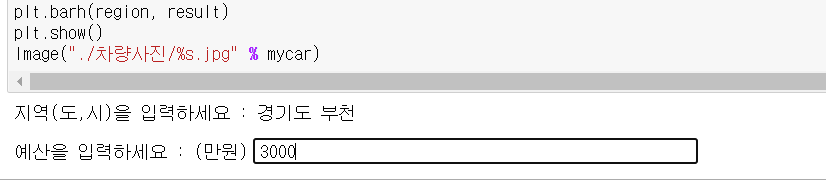 plt.barh(region, result)
plt.show()
Image("./차량사진/%s.jpg" % mycar)
지역(도,시)을 입력하세요 : 경기도 부천
예산을 입력하세요 : (만원) 3000